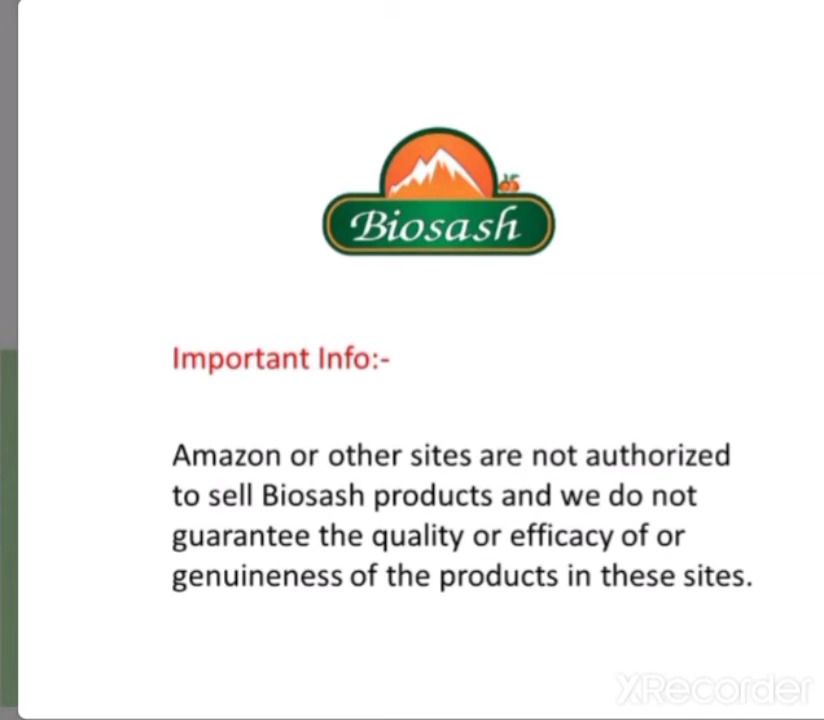 Biosash
Important Info:-
Amazon or other sites are not authorized
to sell Biosash products and we do not
guarantee the quality or efficacy of or
genuineness of the products in these sites.
XRecorder